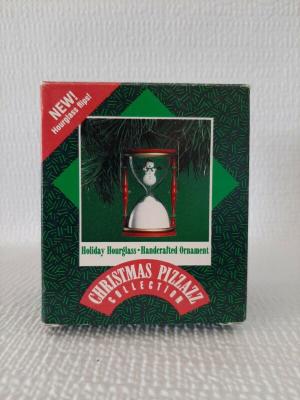 NEW!
Hourglass flips!
Holiday Hourglass • Handcrafted Ornament
CHRISTMAS PIZZAZZ
COLLECTION